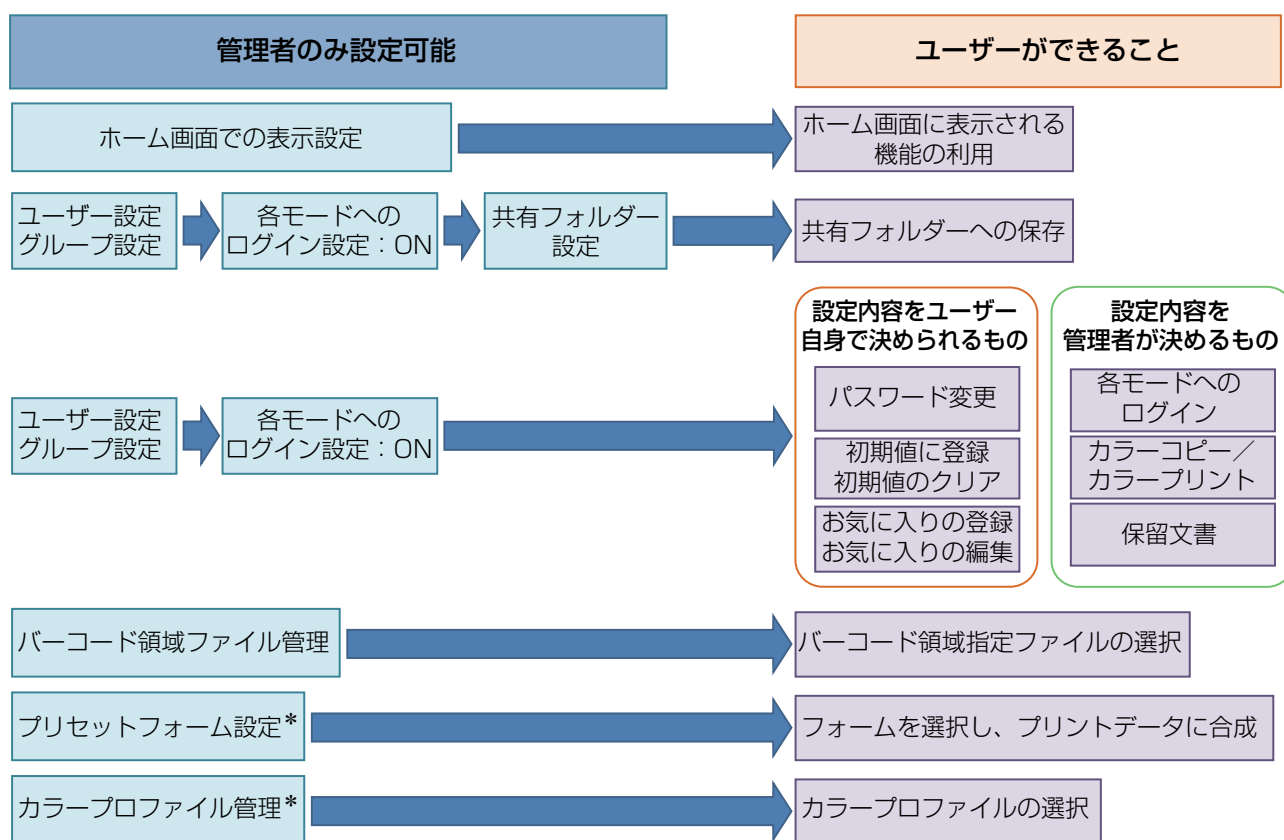 管理者のみ設定可能
ユーザーができること
ホーム画面での表示設定
ホーム画面に表示される
機能の利用
ユーザー設定
グループ設定
各モードへの
ログイン設定：ON
共有フォルダー
設定
共有フォルダーへの保存
ユーザー設定
グループ設定
各モードへの
ログイン設定：ON
設定内容をユーザー
自身で決められるもの
パスワード変更
初期値に登録
初期値のクリア
お気に入りの登録
お気に入りの編集
設定内容を
管理者が決めるもの
各モードへの
ログイン
カラーコピー／
カラープリント
保留文書
バーコード領域ファイル管理
バーコード領域指定ファイルの選択
プリセットフォーム設定*
フォームを選択し、プリントデータに合成
カラープロファイル管理*
カラープロファイルの選択